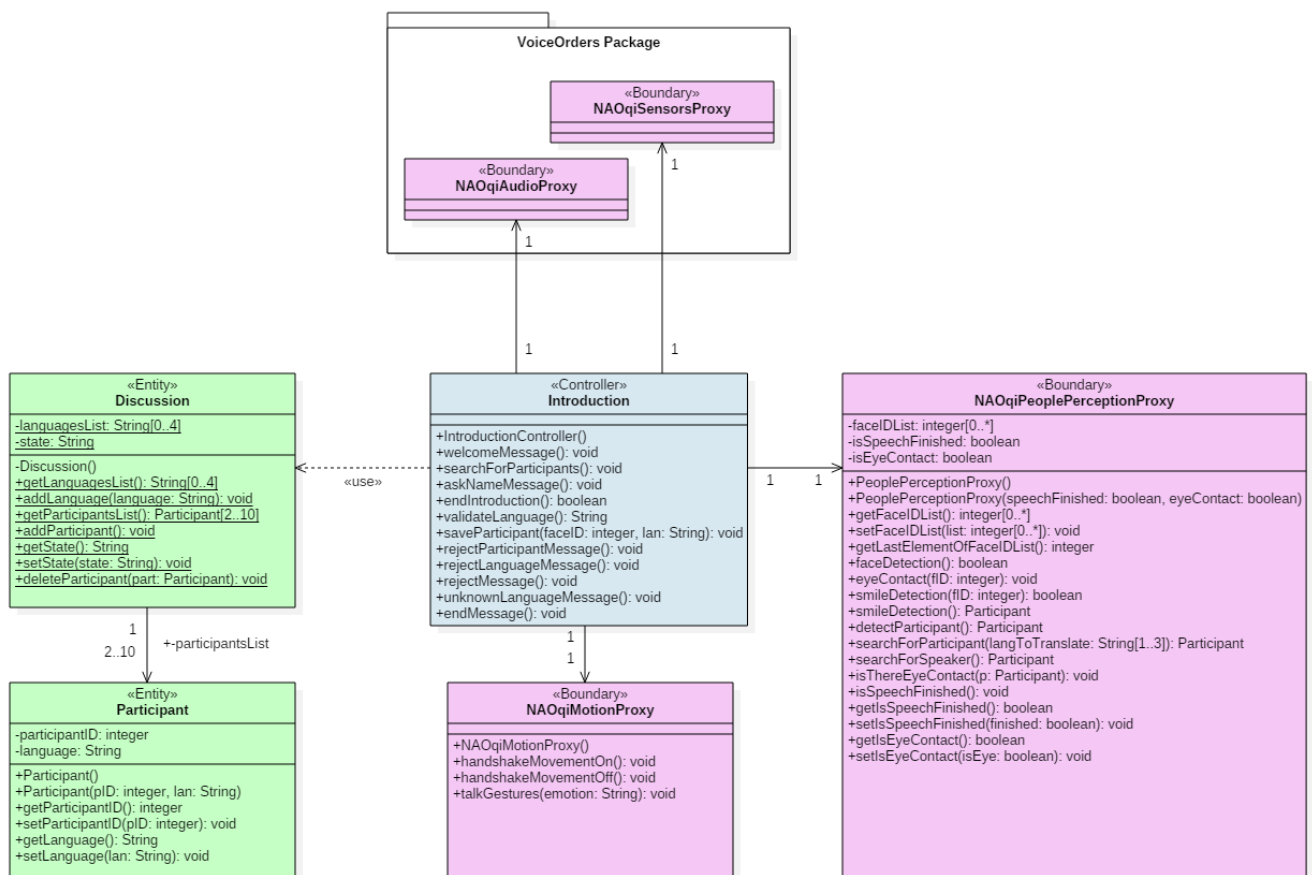 VoiceOrders Package
«Boundary»
NAOqiSensorsProxy
1
«Boundary»
NAOqiAudioProxy
1
1
1
«Entity»
Discussion
-languagesList: String[0..4]
-state: String
-Discussion()
+getLanguagesList(): String[0..4]
+addLanguage(language: String): void
+getParticipantsList(): Participant[2..10]
+addParticipant(): void
+getState(): String
+setState(state: String): void
+deleteParticipant(part: Participant): void
«use»
«Controller»
Introduction
+IntroductionController()
+welcomeMessage(): void
+searchForParticipants(): void
+askNameMessage(): void
+endIntroduction(): boolean
+validateLanguage(): String
+saveParticipant(faceID: integer, lan: String): void
+rejectParticipantMessage(): void
+rejectLanguageMessage(): void
+rejectMessage(): void
+unknownLanguageMessage(): void
+endMessage(): void
1
1
«Boundary»
NAOqiPeoplePerceptionProxy
-faceIDList: integer[0..*]
-isSpeechFinished: boolean
-isEyeContact: boolean
+PeoplePerceptionProxy()
+PeoplePerceptionProxy(speechFinished: boolean, eyeContact: boolean)
+getFaceIDList(): integer[0..*]
+setFaceIDList(list: integer[0..*]): void
+getLastElementOfFaceIDList(): integer
+faceDetection(): boolean
+eyeContact(fID: integer): void
+smileDetection(fID: integer): boolean
+smileDetection(): Participant
+detectParticipant(): Participant
+searchForParticipant(langToTranslate: String[1..3]): Participant
+searchForSpeaker(): Participant
+isThereEyeContact(p: Participant): void
+isSpeechFinished(): void
+getIsSpeechFinished(): boolean
+setIsSpeechFinished(finished: boolean): void
+getIsEyeContact(): boolean
+setIsEyeContact(isEye: boolean): void
1
2..10
+-participantsList
1
1
«Entity»
Participant
-participantID: integer
-language: String
+Participant()
+Participant(pID: integer, lan: String)
+getParticipantID(): integer
+setParticipantID(pID: integer): void
+getLanguage(): String
+setLanguage(lan: String): void
«Boundary»
NAOqiMotionProxy
+NAOqiMotionProxy()
+handshakeMovementOn(): void
+handshakeMovementOff(): void
+talkGestures(emotion: String): void